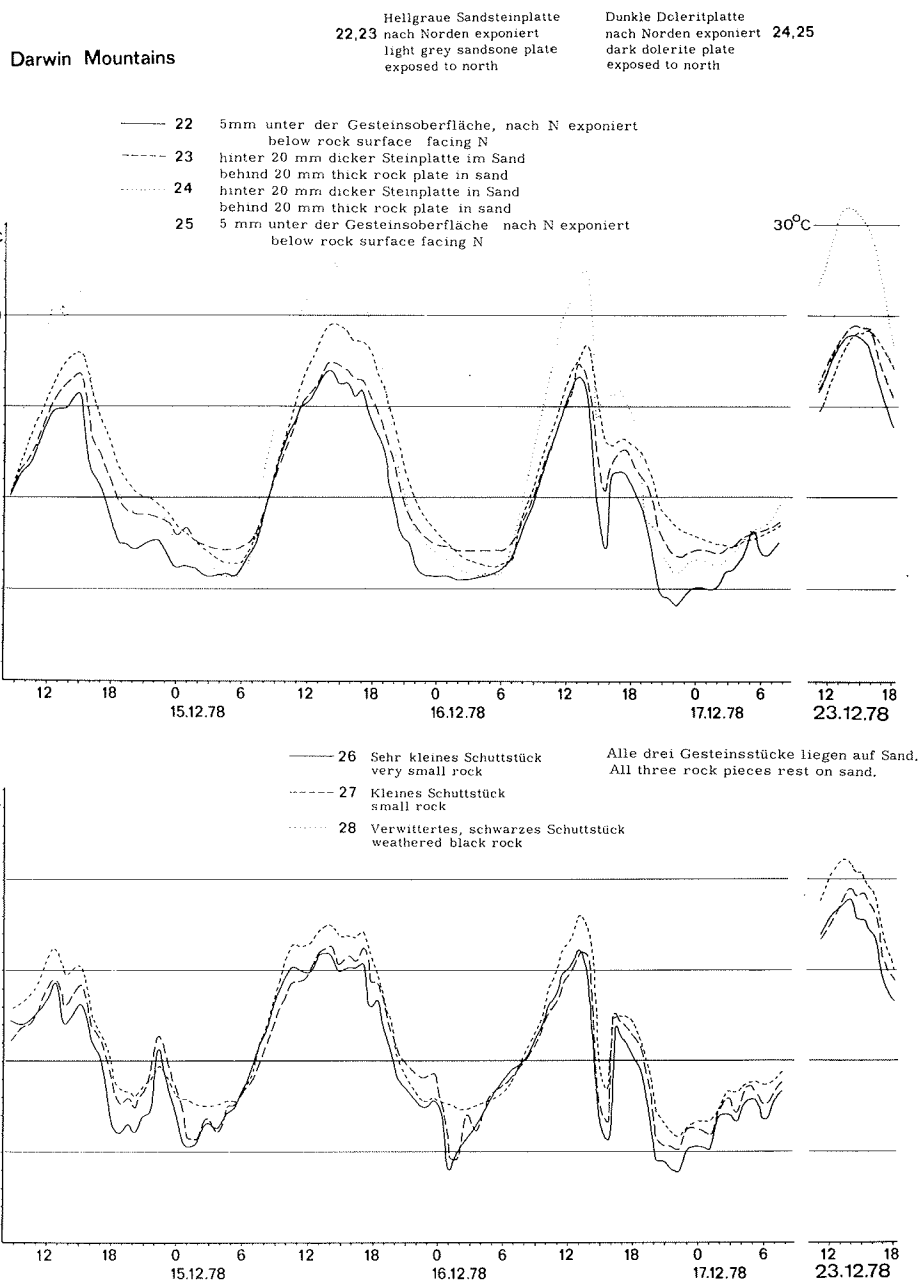 Darwin Mountains
22,23
Hellgraue Sandsteinplatte
nach Norden exponiert
light grey sandsone plate
exposed to north
Dunkle Doleritplatte
nach Norden exponiert
dark dolerite plate
exposed to north
24,25
22 5mm unter der Gesteinsoberfläche, nach N exponiert
below rock surface facing N
23 hinter 20 mm dicker Steinplatte im Sand
behind 20 mm thick rock plate in sand
24 hinter 20 mm dicker Steinplatte in Sand
behind 20 mm thick rock plate in sand
25 5 mm unter der Gesteinsoberfläche nach N exponiert
below rock surface facing N
30°C
12 18 0 6 12 18 0 6 12 18 0 6 12 18
15.12.78 16.12.78 17.12.78 23.12.78
26 Sehr kleines Schuttstück
very small rock
27 Kleines Schuttstück
small rock
28 Verwittertes, schwarzes Schuttstück
weathered black rock
Alle drei Gesteinsstücke liegen auf Sand.
All three rock pieces rest on sand.
12 18 0 6 12 18 0 6 12 18 0 6 12 18
15.12.78 16.12.78 17.12.78 23.12.78